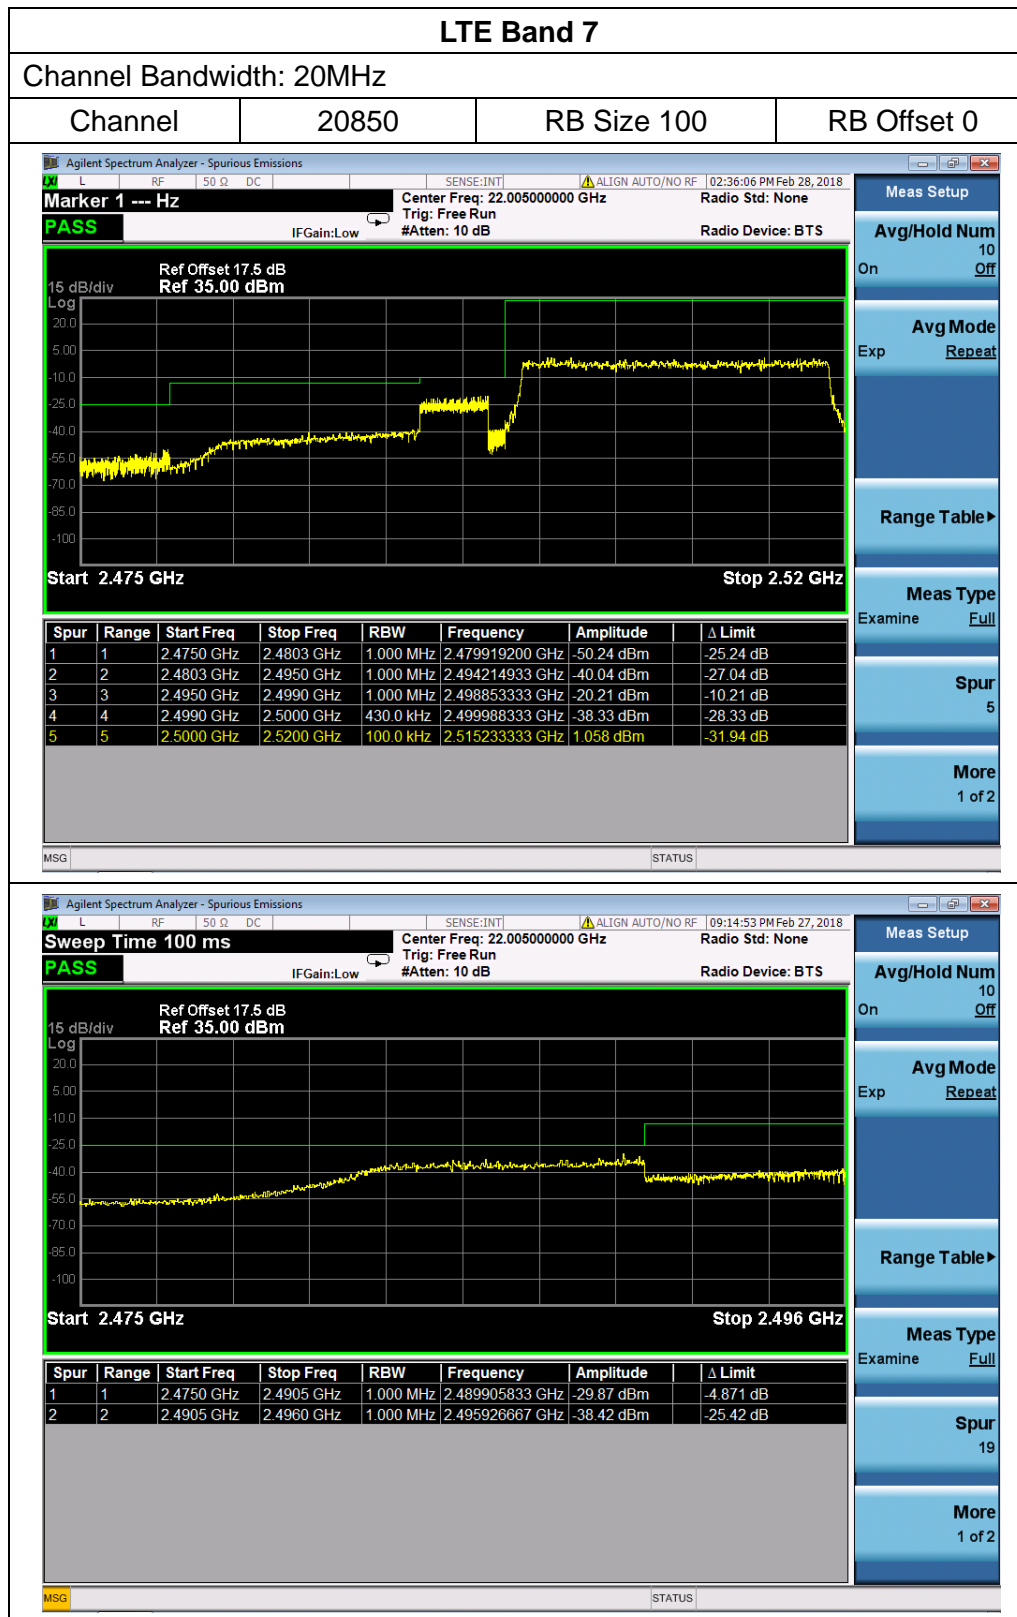 LTE Band 7
Channel Bandwidth: 20MHz
Channel 20850 RB Size 100 RB Offset 0
Agilent Spectrum Analyzer - Spurious Emissions
LXI L RF 50 Ω DC SENSE:INT ALIGN AUTO/NO RF 02:36:06 PM Feb 28, 2018
Marker 1 --- Hz Center Freq: 22.005000000 GHz Radio Std: None
Trig: Free Run
PASS IFGain:Low #Atten: 10 dB Radio Device: BTS
Ref Offset 17.5 dB
15 dB/div Ref 35.00 dBm
Log
20.0
5.00
-10.0
-25.0
-40.0
-55.0
-70.0
-85.0
-100
Start 2.475 GHz Stop 2.52 GHz
Spur Range Start Freq Stop Freq RBW Frequency Amplitude Δ Limit
1 1 2.4750 GHz 2.4803 GHz 1.000 MHz 2.479919200 GHz -50.24 dBm -25.24 dB
2 2 2.4803 GHz 2.4950 GHz 1.000 MHz 2.494214933 GHz -40.04 dBm -27.04 dB
3 3 2.4950 GHz 2.4990 GHz 1.000 MHz 2.498853333 GHz -20.21 dBm -10.21 dB
4 4 2.4990 GHz 2.5000 GHz 430.0 kHz 2.499988333 GHz -38.33 dBm -28.33 dB
5 5 2.5000 GHz 2.5200 GHz 100.0 kHz 2.515233333 GHz 1.058 dBm -31.94 dB
MSG STATUS
Meas Setup
Avg/Hold Num
10
On Off
Avg Mode
Exp Repeat
Range Table
Meas Type
Examine Full
Spur
5
More
1 of 2
Agilent Spectrum Analyzer - Spurious Emissions
LXI L RF 50 Ω DC SENSE:INT ALIGN AUTO/NO RF 09:14:53 PM Feb 27, 2018
Sweep Time 100 ms Center Freq: 22.005000000 GHz Radio Std: None
Trig: Free Run
PASS IFGain:Low #Atten: 10 dB Radio Device: BTS
Ref Offset 17.5 dB
15 dB/div Ref 35.00 dBm
Log
20.0
5.00
-10.0
-25.0
-40.0
-55.0
-70.0
-85.0
-100
Start 2.475 GHz Stop 2.496 GHz
Spur Range Start Freq Stop Freq RBW Frequency Amplitude Δ Limit
1 1 2.4750 GHz 2.4905 GHz 1.000 MHz 2.489905833 GHz -29.87 dBm -4.871 dB
2 2 2.4905 GHz 2.4960 GHz 1.000 MHz 2.495926667 GHz -38.42 dBm -25.42 dB
MSG STATUS
Meas Setup
Avg/Hold Num
10
On Off
Avg Mode
Exp Repeat
Range Table
Meas Type
Examine Full
Spur
19
More
1 of 2